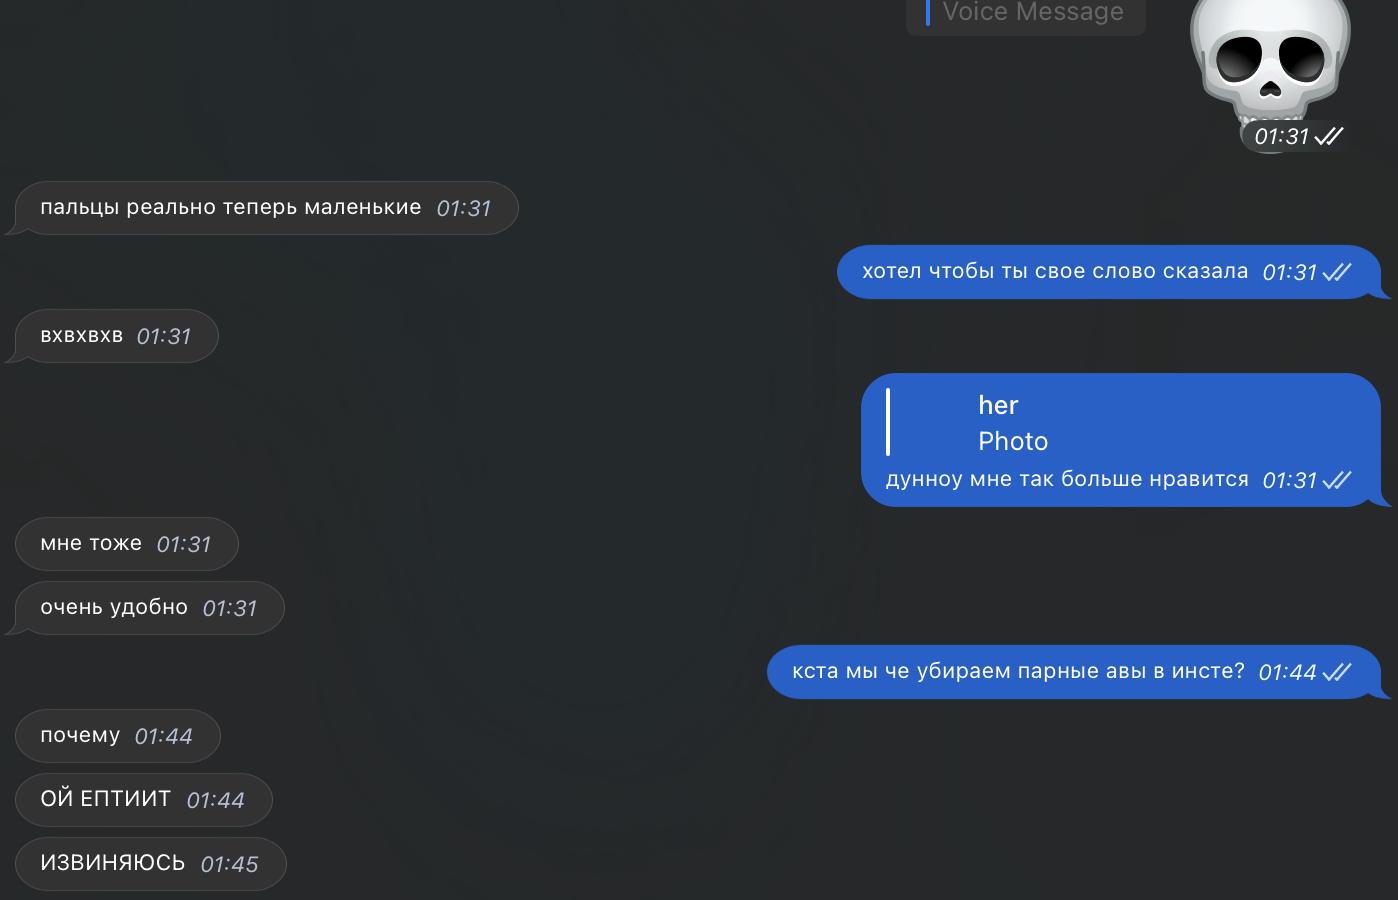 Voice Message
01:31
пальцы реально теперь маленькие 01:31
хотел чтобы ты свое слово сказала 01:31
вхвхвхв 01:31
her
Photo
дунноу мне так больше нравится 01:31
мне тоже 01:31
очень удобно 01:31
кста мы че убираем парные авы в инсте? 01:44
почему 01:44
ОЙ ЕПТИИТ 01:44
ИЗВИНЯЮСЬ 01:45